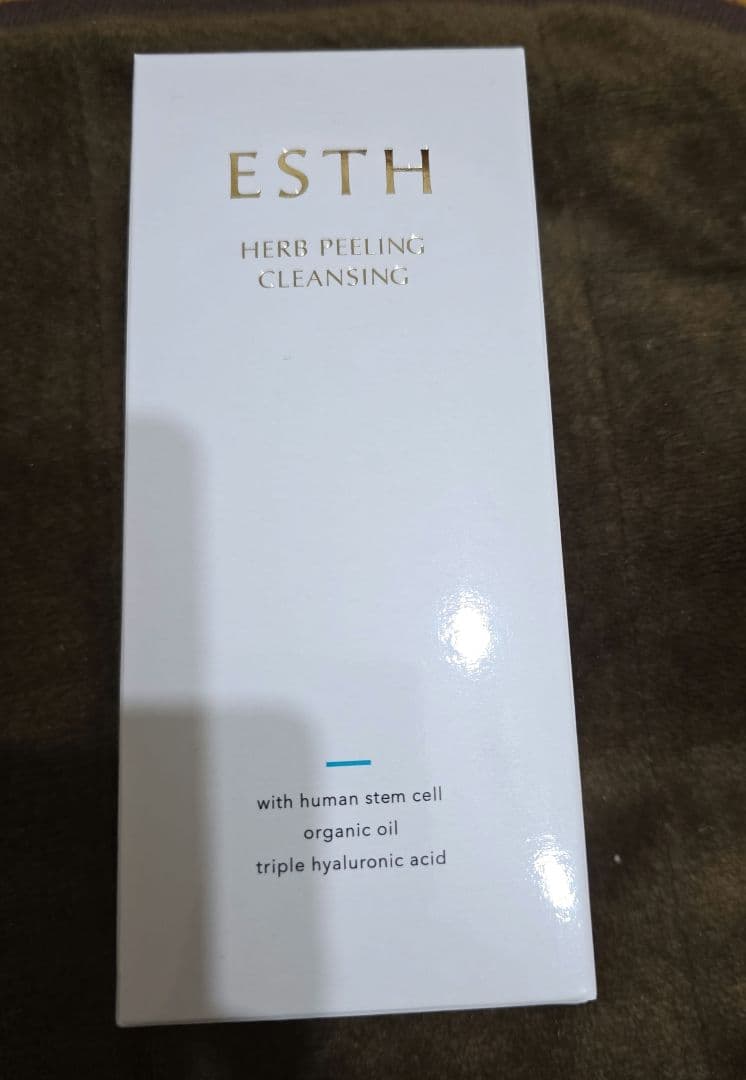 ESTH
HERB PEELING
CLEANSING
with human stem cell
organic oil
triple hyaluronic acid